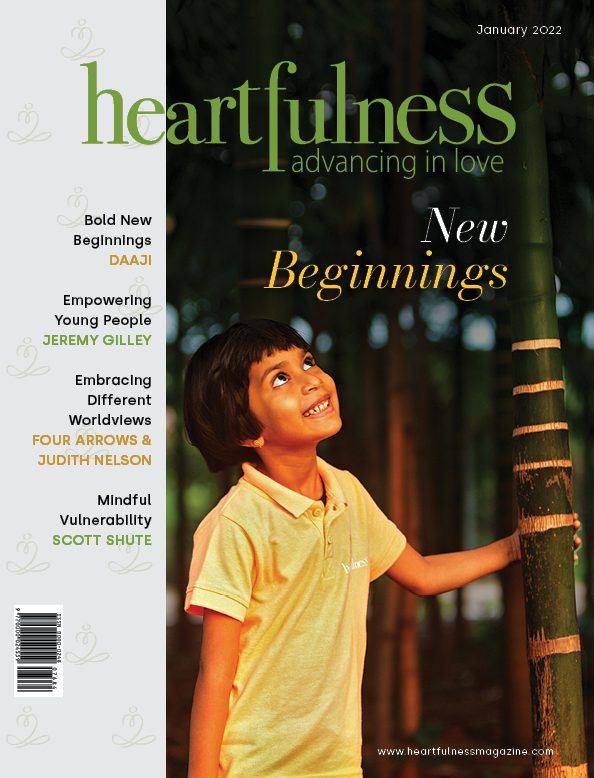 January 2022
heartfulness
advancing in love
New
Beginnings
Bold New
Beginnings
DAAJI
Empowering
Young People
JEREMY GILLEY
Embracing
Different
Worldviews
FOUR ARROWS &
JUDITH NELSON
Mindful
Vulnerability
SCOTT SHUTE
www.heartfulnessmagazine.com